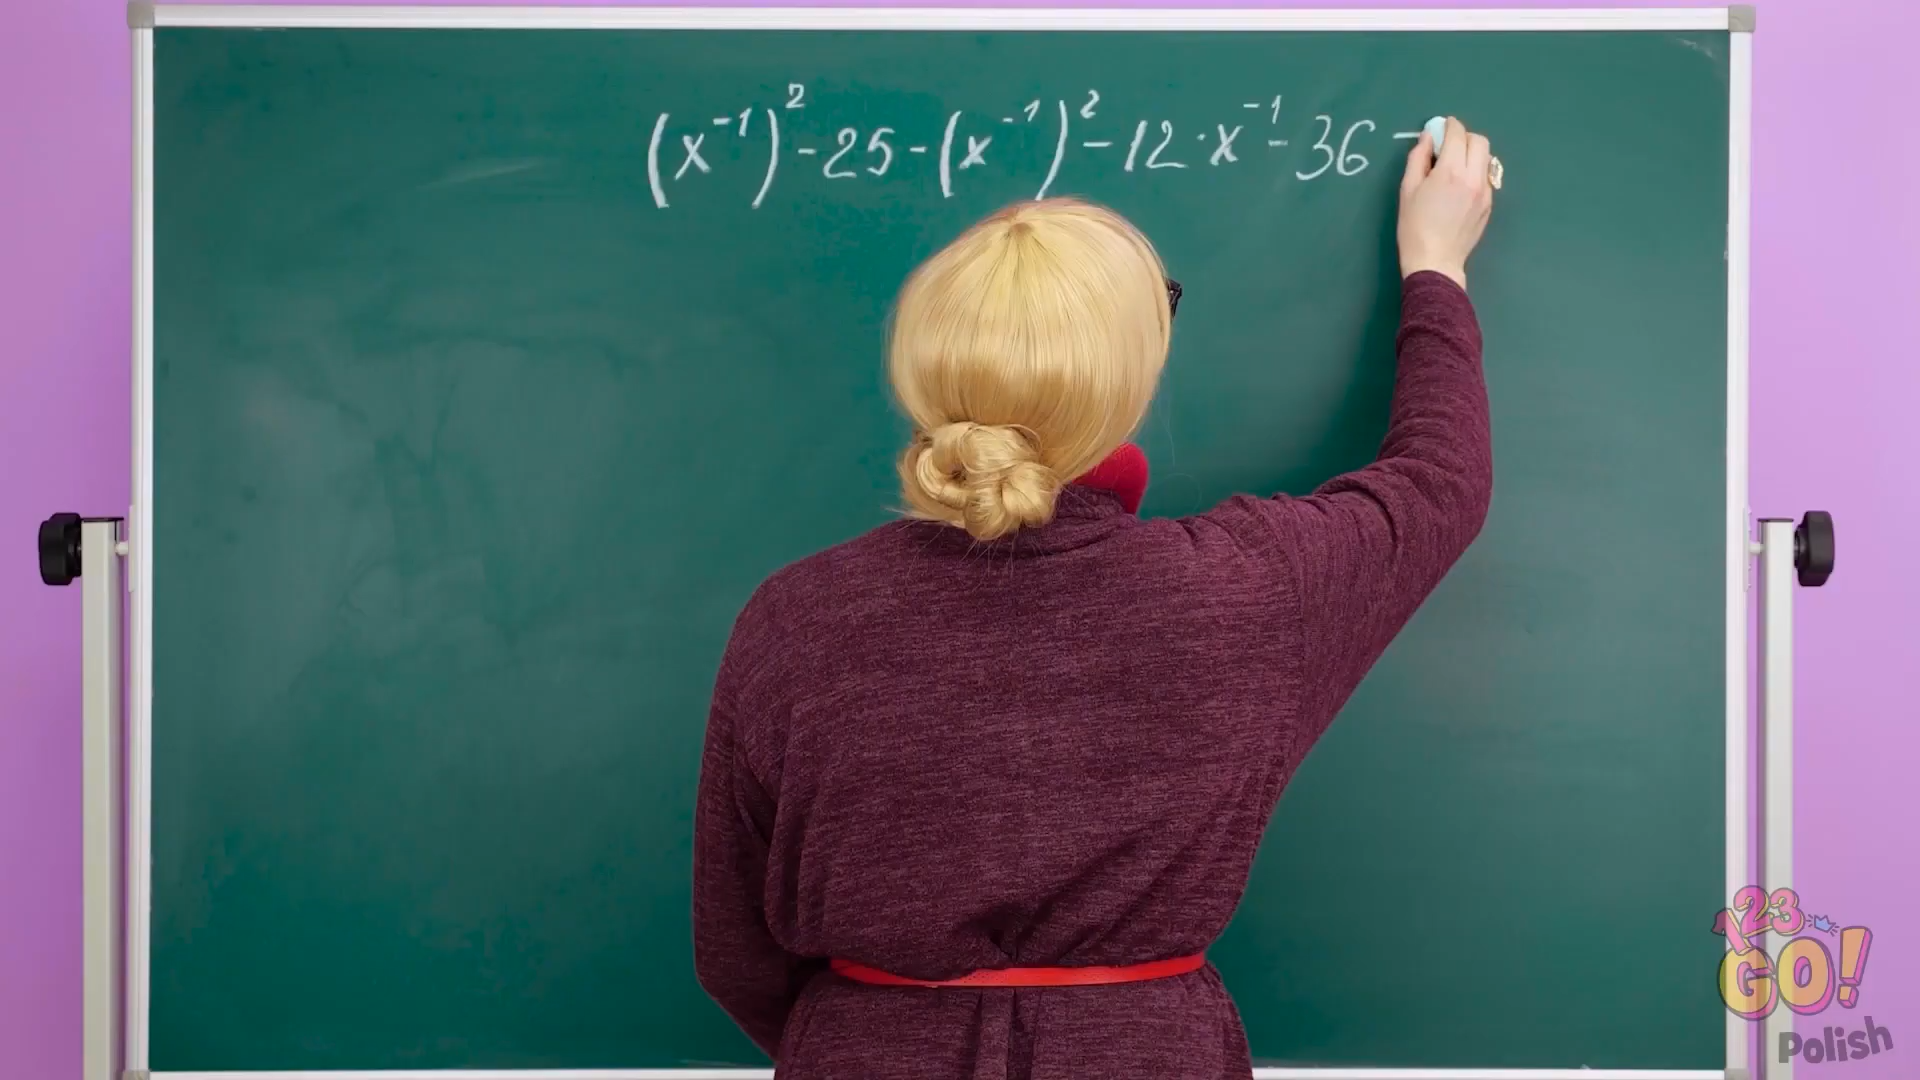 (x⁻¹)² - 25 - (x⁻¹)² - 12 · x⁻¹ - 36 -
123
GO!
Polish